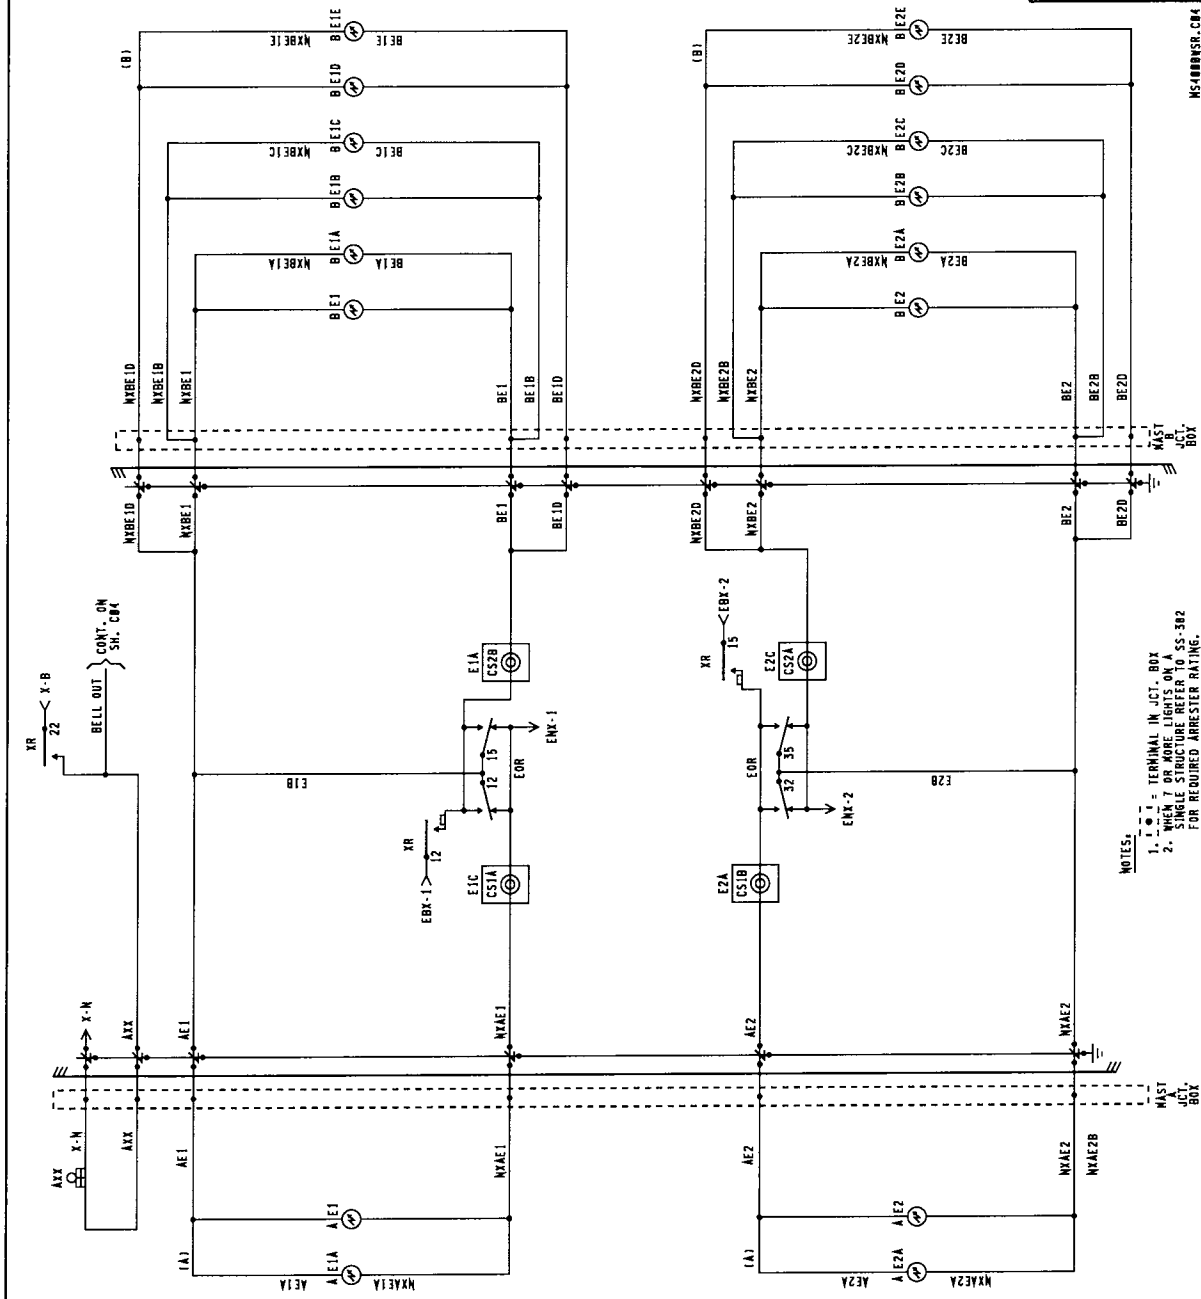 MS4000WSR.C04
(B)
NXBE1E
B E1E
BE1E
B E1D
NXBE1C
B E1C
BE1C
B E1B
NXBE1A
B E1A
BE1A
B E1
NXBE1D
NXBE1B
NXBE1
BE1
BE1B
BE1D
(B)
NXBE2E
B E2E
BE2E
B E2D
NXBE2C
B E2C
BE2C
B E2B
NXBE2A
B E2A
BE2A
B E2
NXBE2D
NXBE2B
NXBE2
BE2
BE2B
BE2D
MAST
B
JCT.
BOX
NXBE1D
NXBE1
BE1
BE1D
NXBE2D
NXBE2
BE2
BE2D
XR
22
X-B
BELL OUT
CONT. ON
SH. C04
E1A
CS2B
E1B
12
15
EOR
ENX-1
XR
12
EBX-1
E1C
CS1A
XR
15
EBX-2
E2C
CS2A
EOR
32
35
E2B
ENX-2
E2A
CS1B
X-N
AXX
AE1
NXAE1
AE2
NXAE2
MAST
A
JCT.
BOX
AXX
X-N
AXX
AE1
NXAE1
AE2
NXAE2
NXAE2B
(A)
A E1
AE1A
A E1A
NXAE1A
(A)
A E2
AE2A
A E2A
NXAE2A
NOTES:
1. = TERMINAL IN JCT. BOX
2. WHEN 7 OR MORE LIGHTS ON A
SINGLE STRUCTURE REFER TO SS-382
FOR REQUIRED ARRESTER RATING.